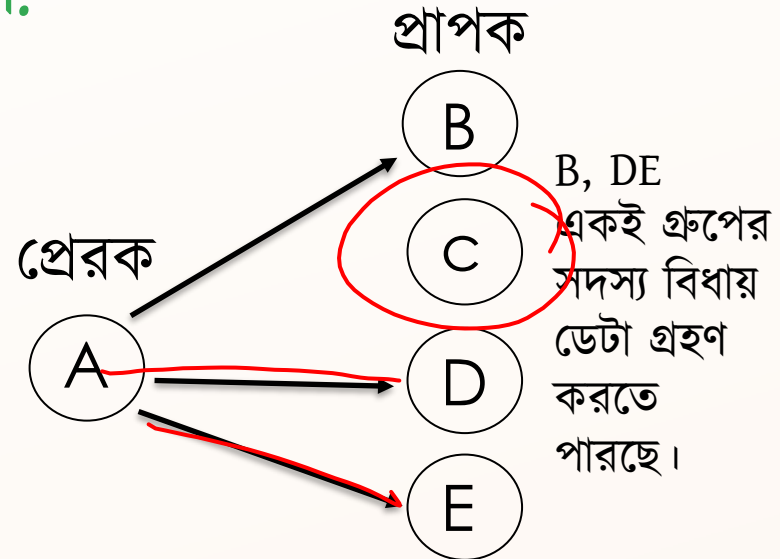 প্রাপক
B
B, DE
একই গ্রুপের
C
প্রেরক
সদস্য বিধায়
ডেটা গ্রহণ
A
D
করতে
পারছে।
E